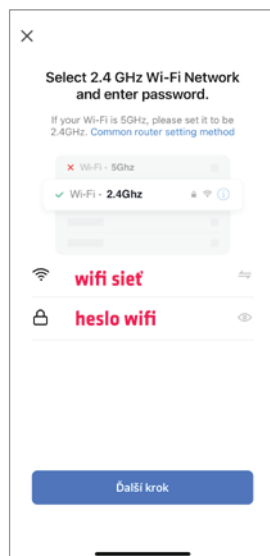 Select 2.4 GHz Wi-Fi Network
and enter password.
If your Wi-Fi is 5GHz, please set it to be
2.4GHz. Common router setting method
Wi-Fi - 5Ghz
Wi-Fi - 2.4Ghz
wifi sieť
heslo wifi
Ďalší krok